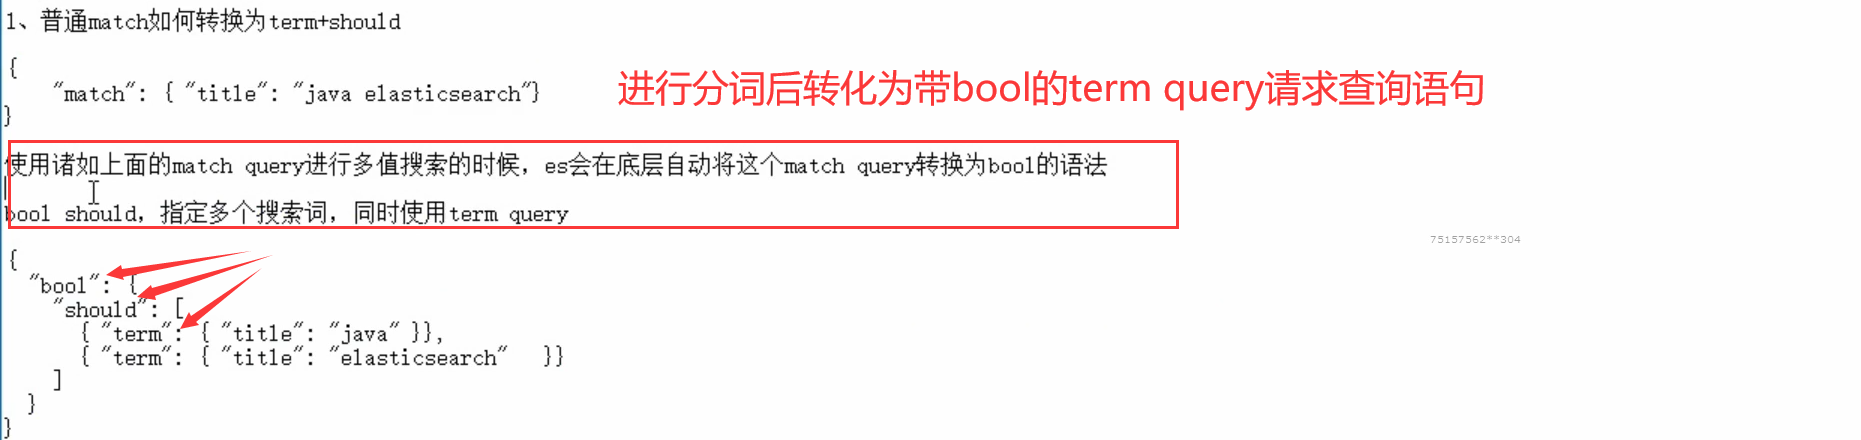 1、普通match如何转换为term+should
{
"match": { "title": "java elasticsearch"}
}
进行分词后转化为带bool的term query请求查询语句
使用诸如上面的match query进行多值搜索的时候，es会在底层自动将这个match query转换为bool的语法
bool should，指定多个搜索词，同时使用term query
75157562**304
{
"bool": {
"should": [
{ "term": { "title": "java" }},
{ "term": { "title": "elasticsearch" }}
]
}
}